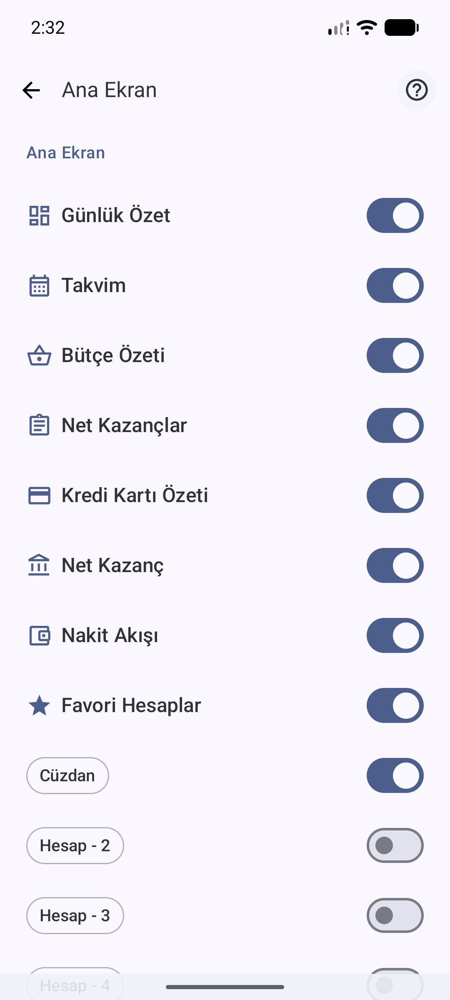 2:32
Ana Ekran
Ana Ekran
Günlük Özet
Takvim
Bütçe Özeti
Net Kazançlar
Kredi Kartı Özeti
Net Kazanç
Nakit Akışı
Favori Hesaplar
Cüzdan
Hesap - 2
Hesap - 3
Hesap - 4